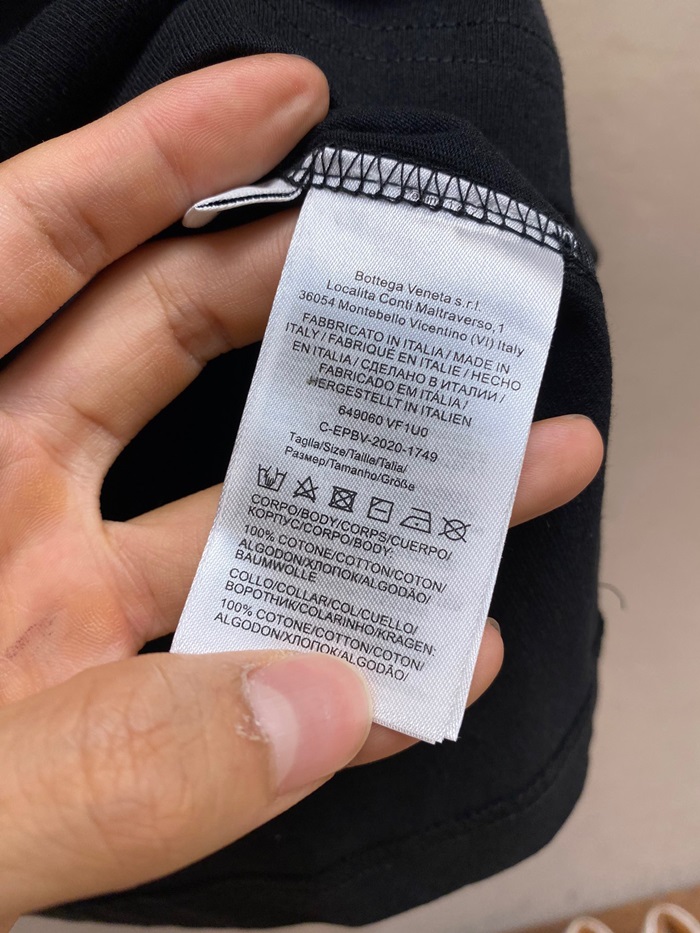 Bottega Veneta s.r.l.
Localita Conti Maltraverso,1
36054 Montebello Vicentino (VI) Italy
FABBRICATO IN ITALIA / MADE IN
ITALY / FABRIQUÉ EN ITALIE / HECHO
EN ITALIA / СДЕЛАНО В ИТАЛИИ /
FABRICADO EM ITÁLIA /
HERGESTELLT IN ITALIEN
649060 VF1U0
C-EPBV-2020-1749
Taglia/Size/Taille/Talla/
Размер/Tamanho/Größe
CORPO/BODY/CORPS/CUERPO/
КОРПУС/CORPO/BODY:
100% COTONE/COTTON/COTON/
ALGODON/ХЛОПОК/ALGODÃO/
BAUMWOLLE
COLLO/COLLAR/COL/CUELLO/
ВОРОТНИК/COLARINHO/KRAGEN:
100% COTONE/COTTON/COTON/
ALGODON/ХЛОПОК/ALGODÃO/